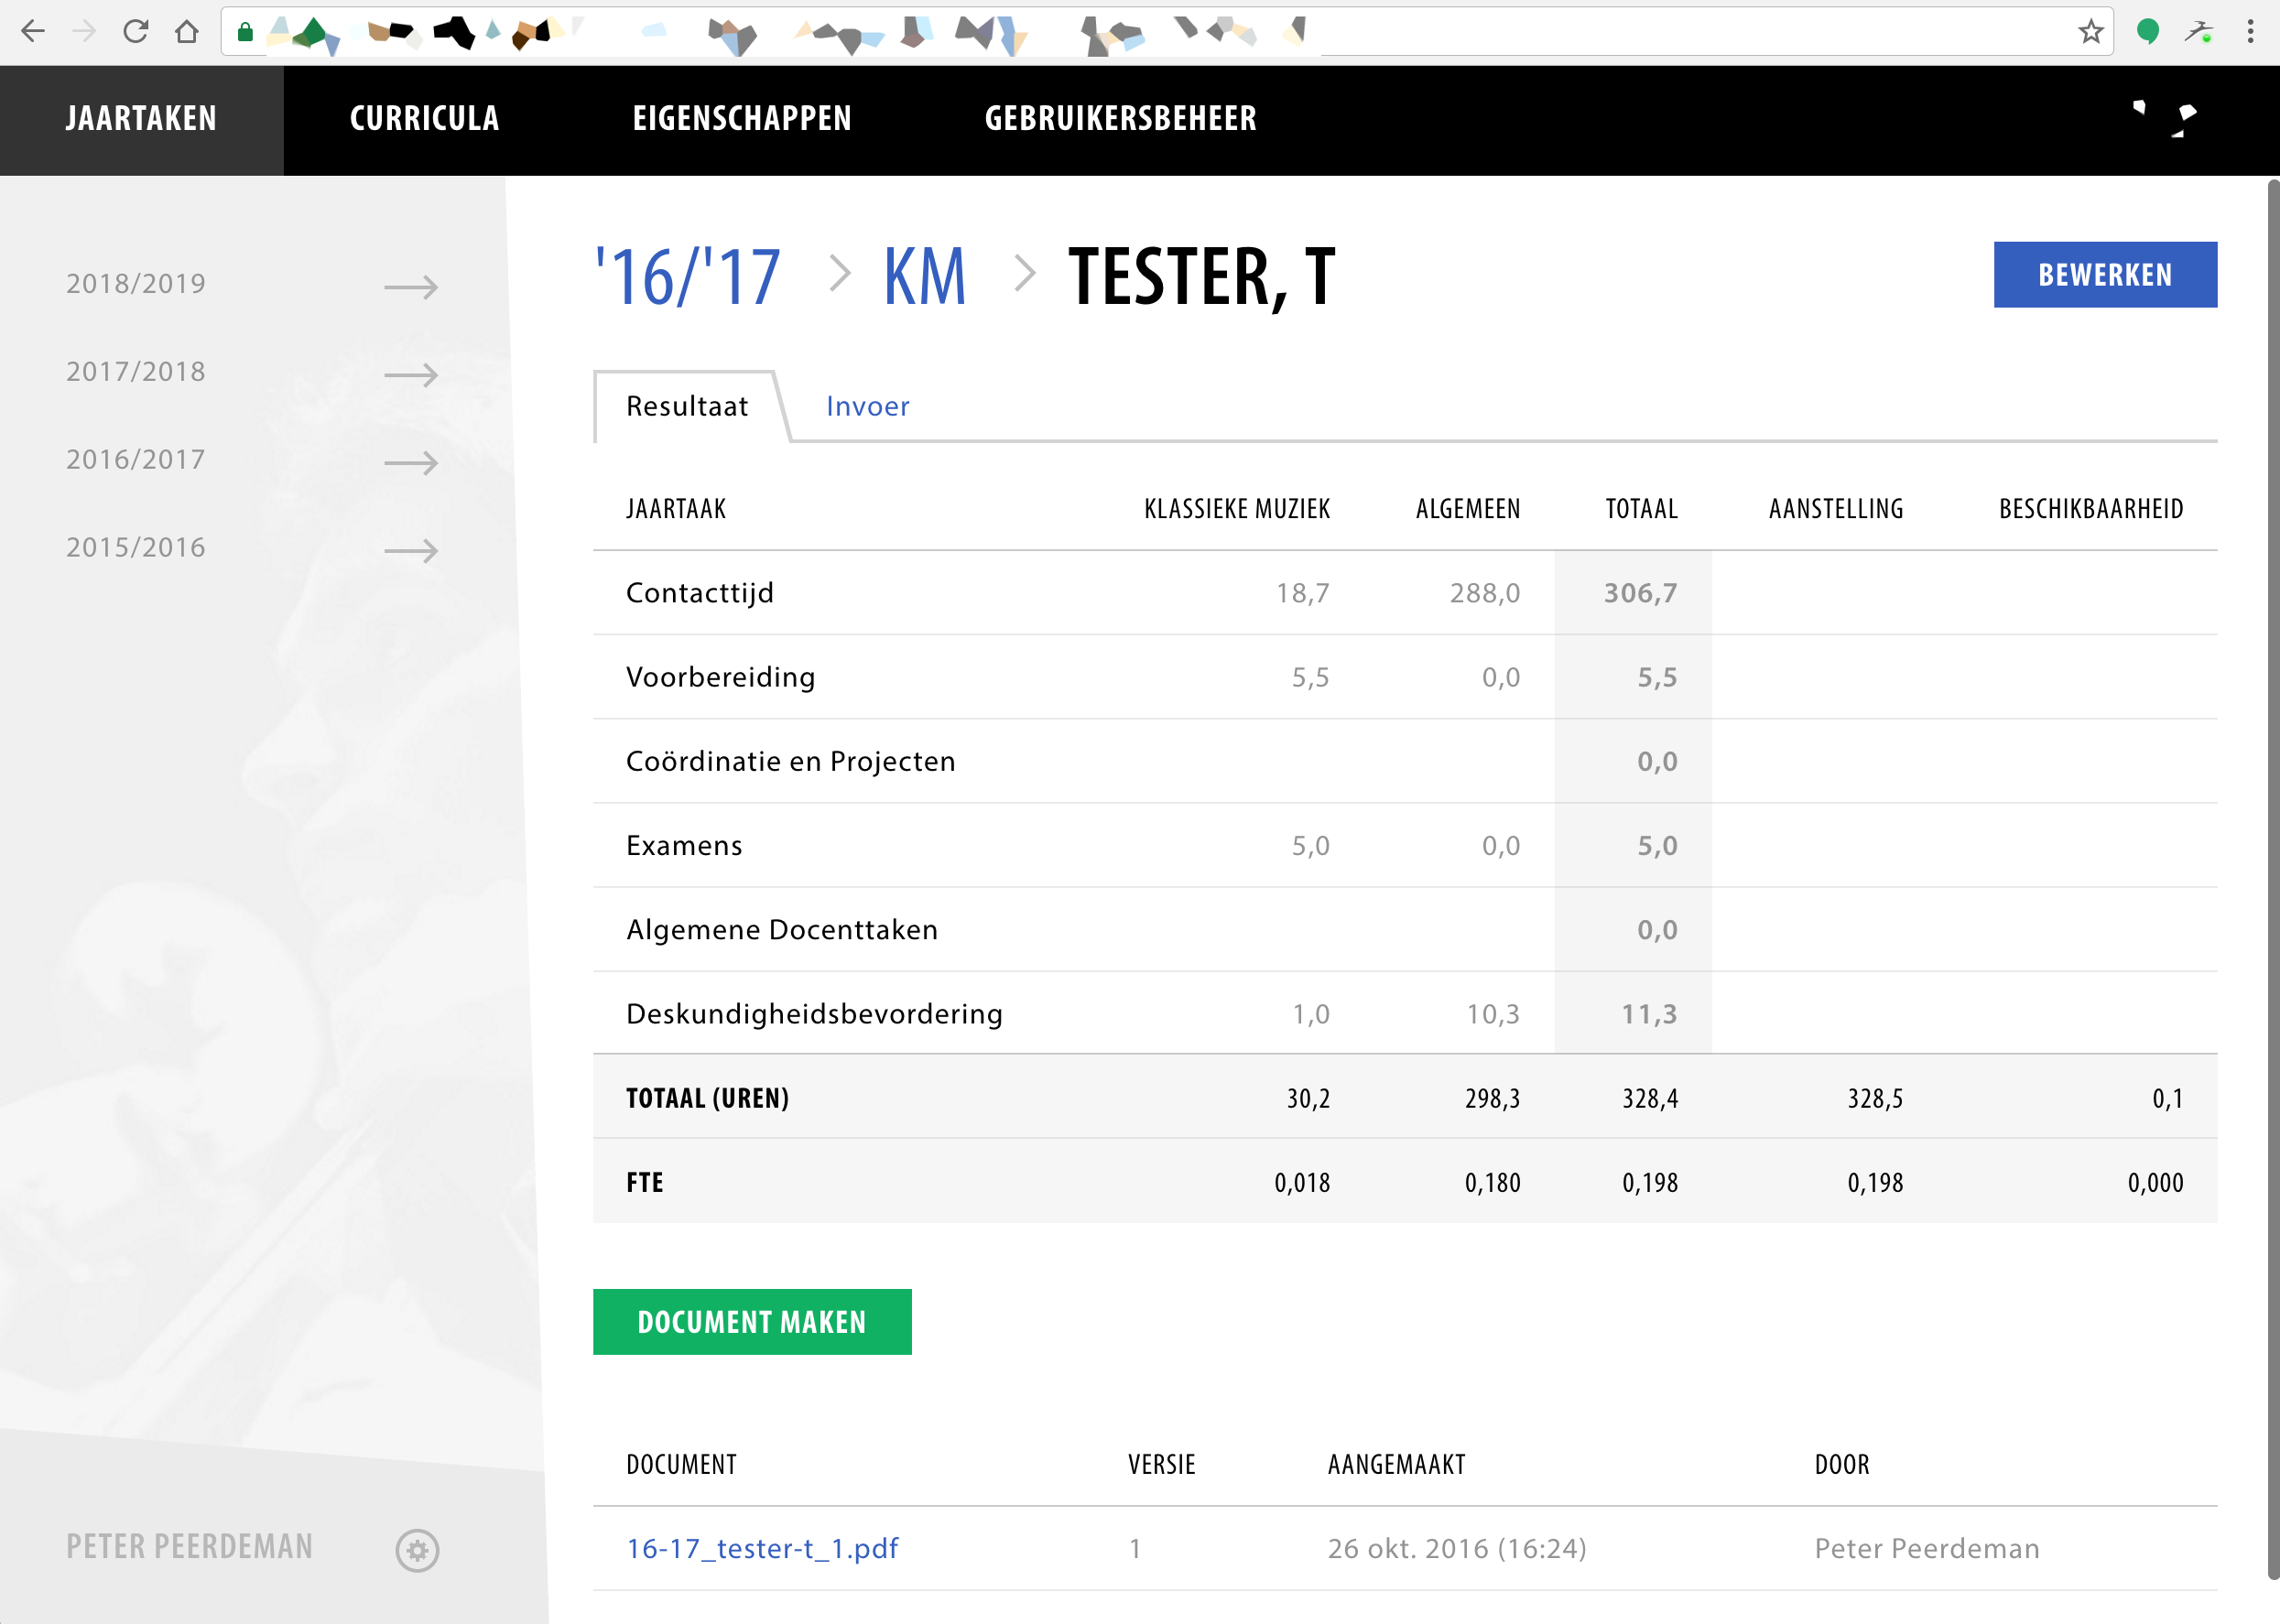 JAARTAKEN CURRICULA EIGENSCHAPPEN GEBRUIKERSBEHEER
2018/2019
2017/2018
2016/2017
2015/2016
PETER PEERDEMAN
'16/'17 > KM > TESTER, T
BEWERKEN
Resultaat Invoer
JAARTAAK KLASSIEKE MUZIEK ALGEMEEN TOTAAL AANSTELLING BESCHIKBAARHEID
Contacttijd 18,7 288,0 306,7
Voorbereiding 5,5 0,0 5,5
Coördinatie en Projecten 0,0
Examens 5,0 0,0 5,0
Algemene Docenttaken 0,0
Deskundigheidsbevordering 1,0 10,3 11,3
TOTAAL (UREN) 30,2 298,3 328,4 328,5 0,1
FTE 0,018 0,180 0,198 0,198 0,000
DOCUMENT MAKEN
DOCUMENT VERSIE AANGEMAAKT DOOR
16-17_tester-t_1.pdf 1 26 okt. 2016 (16:24) Peter Peerdeman